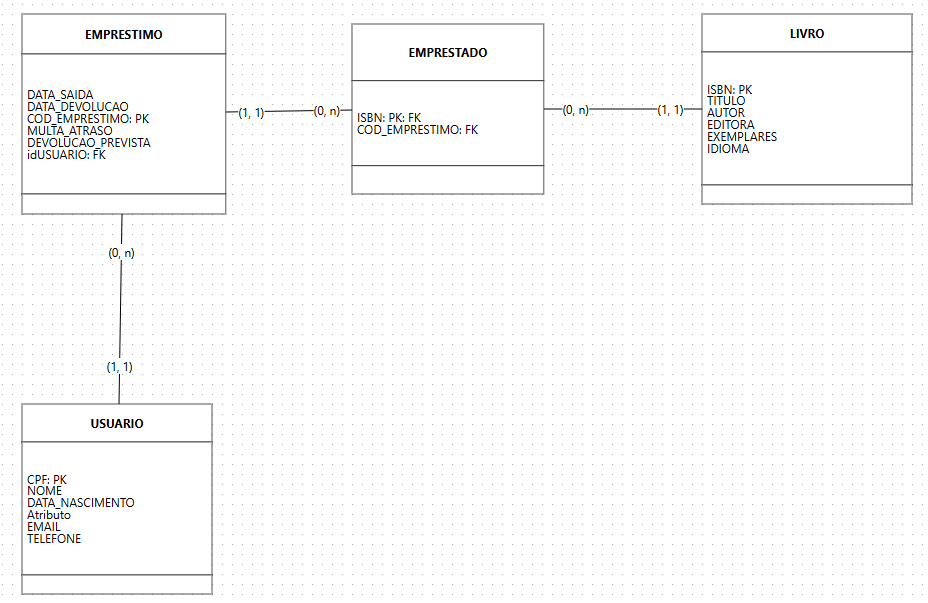 EMPRESTIMO
DATA_SAIDA
DATA_DEVOLUCAO
COD_EMPRESTIMO: PK
MULTA_ATRASO
DEVOLUCAO_PREVISTA
idUSUARIO: FK
(1, 1)
(0, n)
EMPRESTADO
ISBN: PK: FK
COD_EMPRESTIMO: FK
(0, n)
(1, 1)
LIVRO
ISBN: PK
TITULO
AUTOR
EDITORA
EXEMPLARES
IDIOMA
(0, n)
(1, 1)
USUARIO
CPF: PK
NOME
DATA_NASCIMENTO
Atributo
EMAIL
TELEFONE